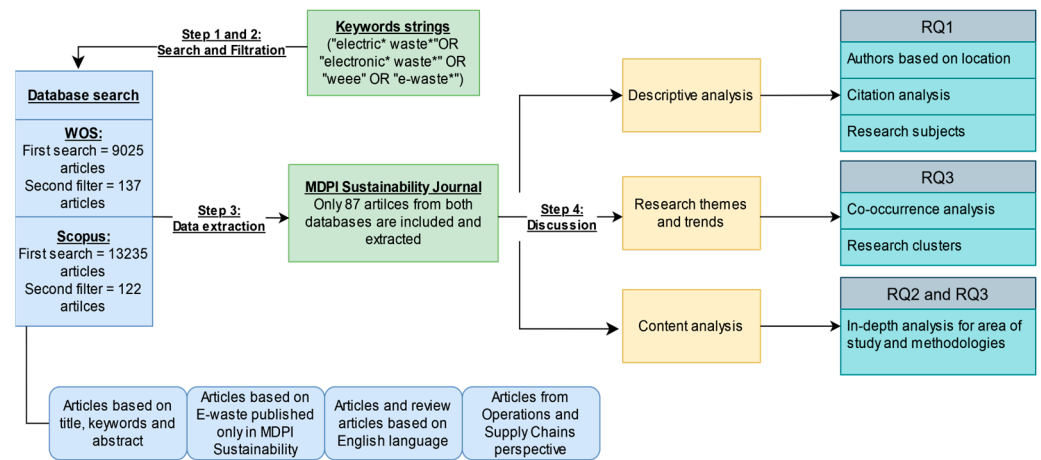 Step 1 and 2:
Search and Filtration
Keywords strings
("electric* waste*"OR
"electronic* waste*" OR
"weee" OR "e-waste*")
Database search
WOS:
First search = 9025
articles
Second filter = 137
articles
Scopus:
First search = 13235
articles
Second filter = 122
artilces
Step 3:
Data extraction
MDPI Sustainability Journal
Only 87 artilces from both
databases are included and
extracted
Step 4:
Discussion
Descriptive analysis
Research themes
and trends
Content analysis
RQ1
Authors based on location
Citation analysis
Research subjects
RQ3
Co-occurrence analysis
Research clusters
RQ2 and RQ3
In-depth analysis for area of
study and methodologies
Articles based on
title, keywords and
abstract
Articles based on
E-waste published
only in MDPI
Sustainability
Articles and review
articles based on
English language
Articles from
Operations and
Supply Chains
perspective